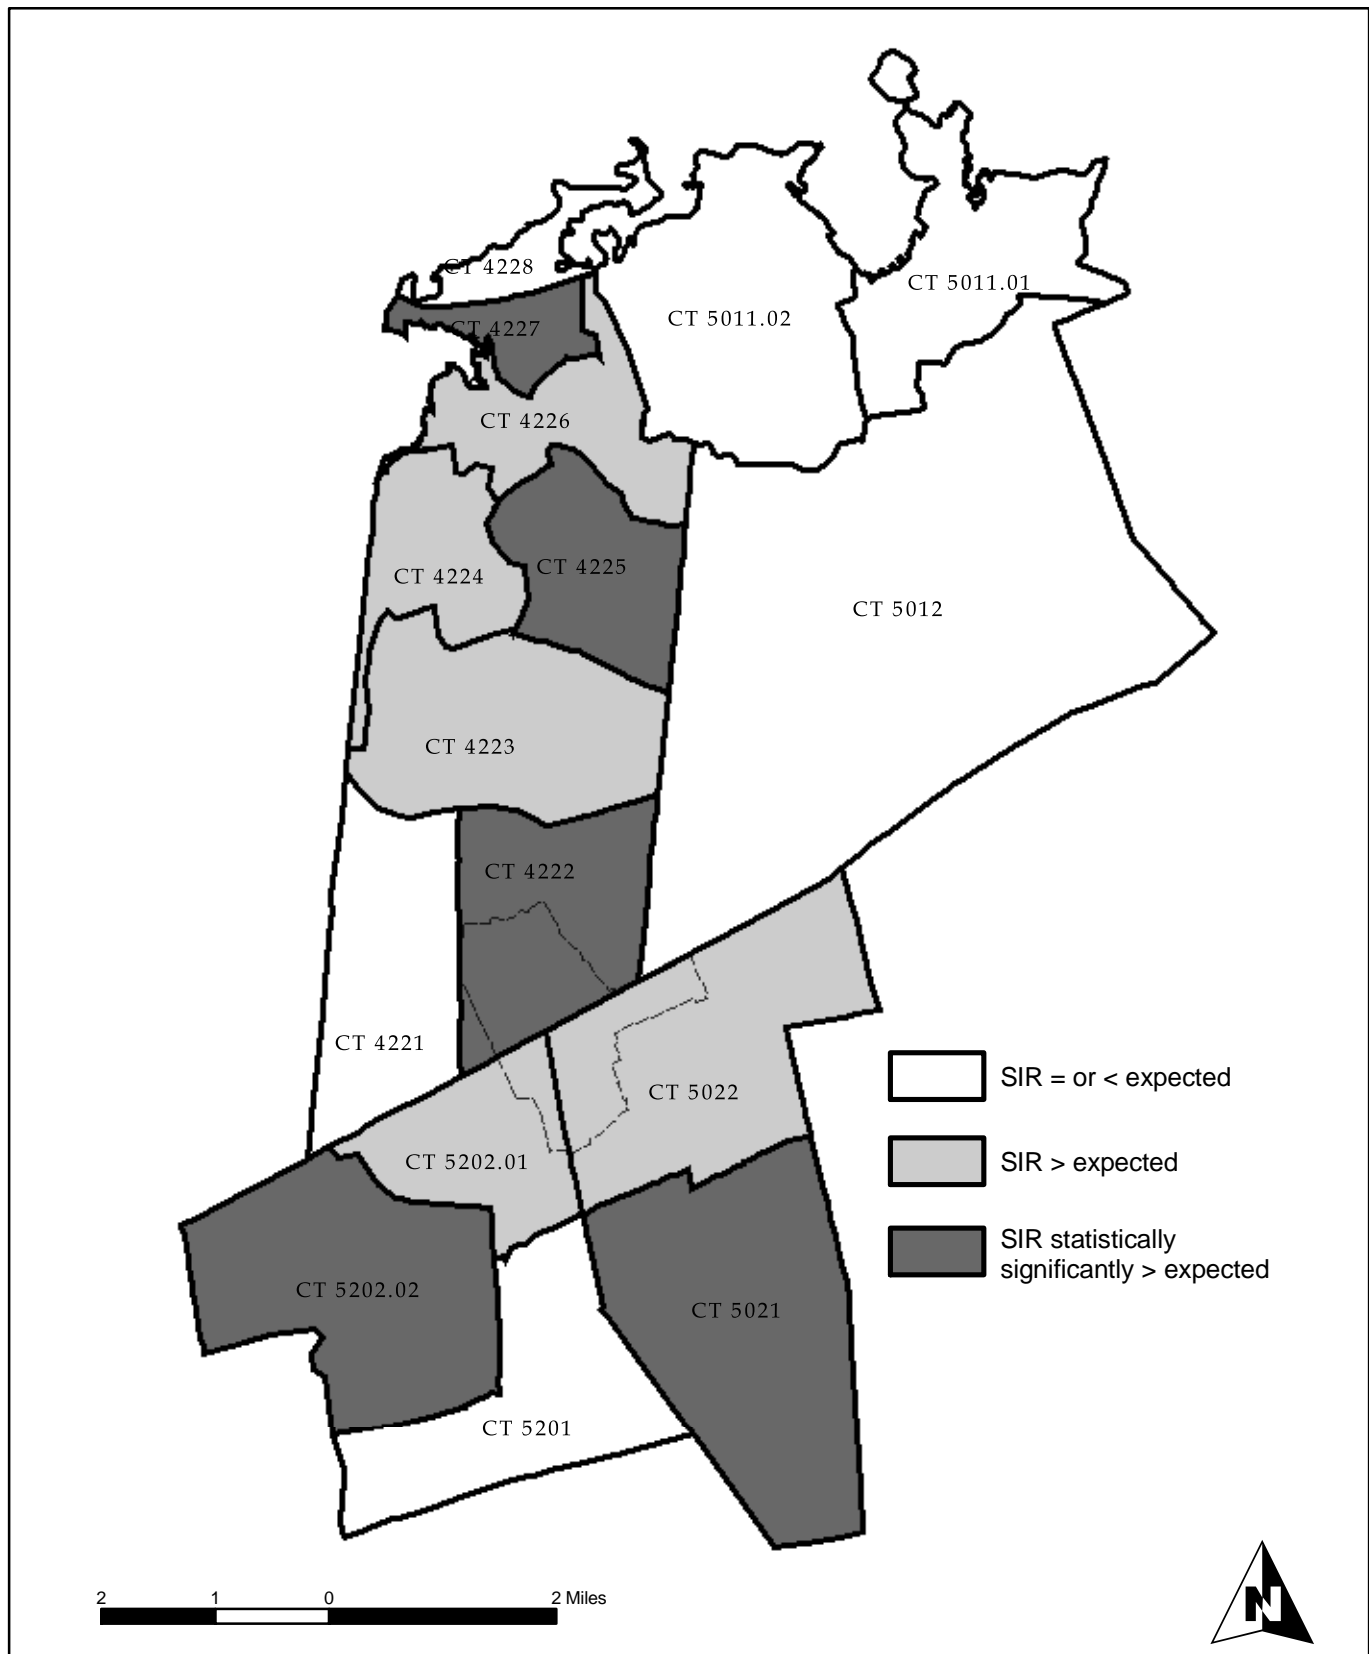 CT 4228
CT 5011.01
CT 5011.02
CT 4227
CT 4226
CT 4225
CT 4224
CT 5012
CT 4223
CT 4222
CT 4221
CT 5022
CT 5202.01
CT 5202.02
CT 5021
CT 5201
SIR = or < expected
SIR > expected
SIR statistically
significantly > expected
2 1 0 2 Miles
N